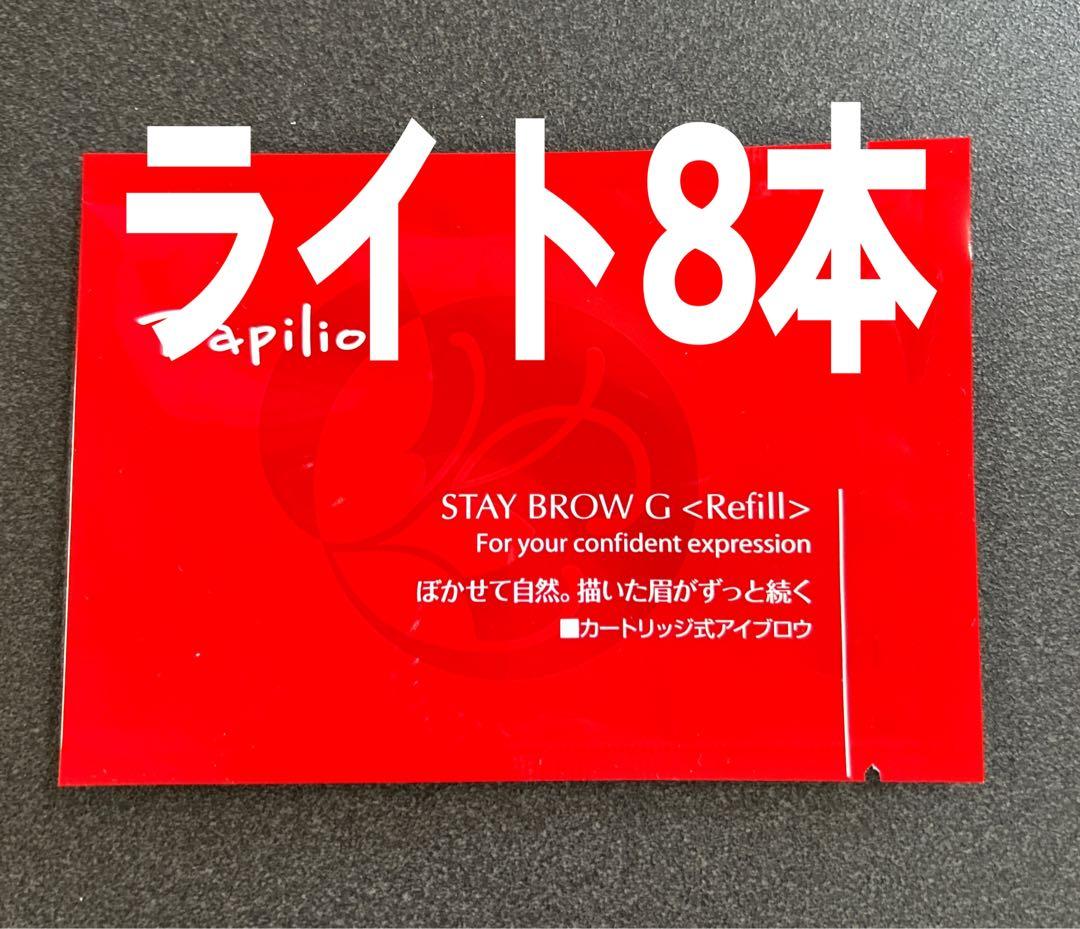 ライト8本
Papilio
STAY BROW G <Refill>
For your confident expression
ぼかせて自然。描いた眉がずっと続く
■カートリッジ式アイブロウ